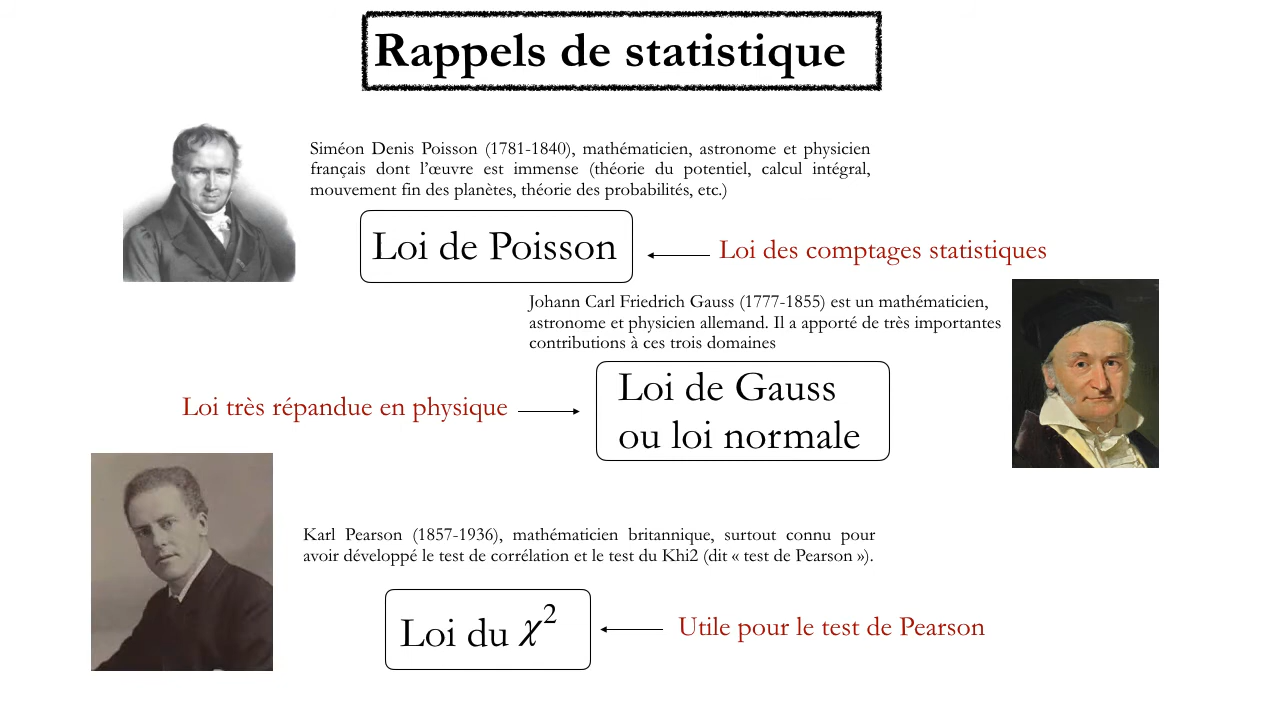 Rappels de statistique
Siméon Denis Poisson (1781-1840), mathématicien, astronome et physicien
français dont l’œuvre est immense (théorie du potentiel, calcul intégral,
mouvement fin des planètes, théorie des probabilités, etc.)
Loi de Poisson
Loi des comptages statistiques
Johann Carl Friedrich Gauss (1777-1855) est un mathématicien,
astronome et physicien allemand. Il a apporté de très importantes
contributions à ces trois domaines
Loi très répandue en physique
Loi de Gauss
ou loi normale
Karl Pearson (1857-1936), mathématicien britannique, surtout connu pour
avoir développé le test de corrélation et le test du Khi2 (dit « test de Pearson »).
Loi du χ²
Utile pour le test de Pearson